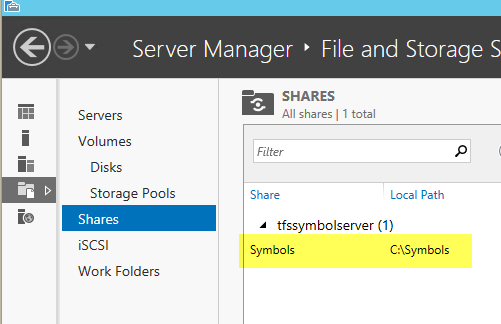 Server Manager ‣ File and Storage S
Servers
Volumes
Disks
Storage Pools
Shares
iSCSI
Work Folders
SHARES
All shares | 1 total
Filter
Share Local Path
tfssymbolserver (1)
Symbols C:\Symbols